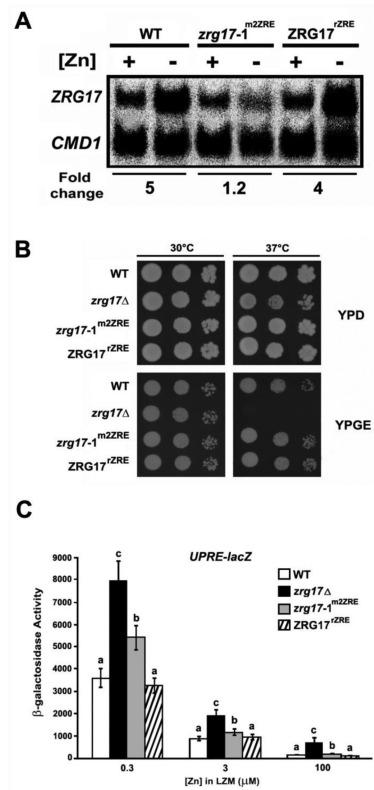 A
WT zrg17-1m2ZRE ZRG17rZRE
[Zn] + - + - + -
ZRG17
CMD1
Fold change 5 1.2 4
B
30°C 37°C
WT
zrg17Δ
zrg17-1m2ZRE
ZRG17rZRE
YPD
WT
zrg17Δ
zrg17-1m2ZRE
ZRG17rZRE
YPGE
C
UPRE-lacZ
WT
zrg17Δ
zrg17-1m2ZRE
ZRG17rZRE
β-galactosidase Activity
9000
8000
7000
6000
5000
4000
3000
2000
1000
0
a c b a
a c b a
a c b a
0.3 3 100
[Zn] in LZM (μM)